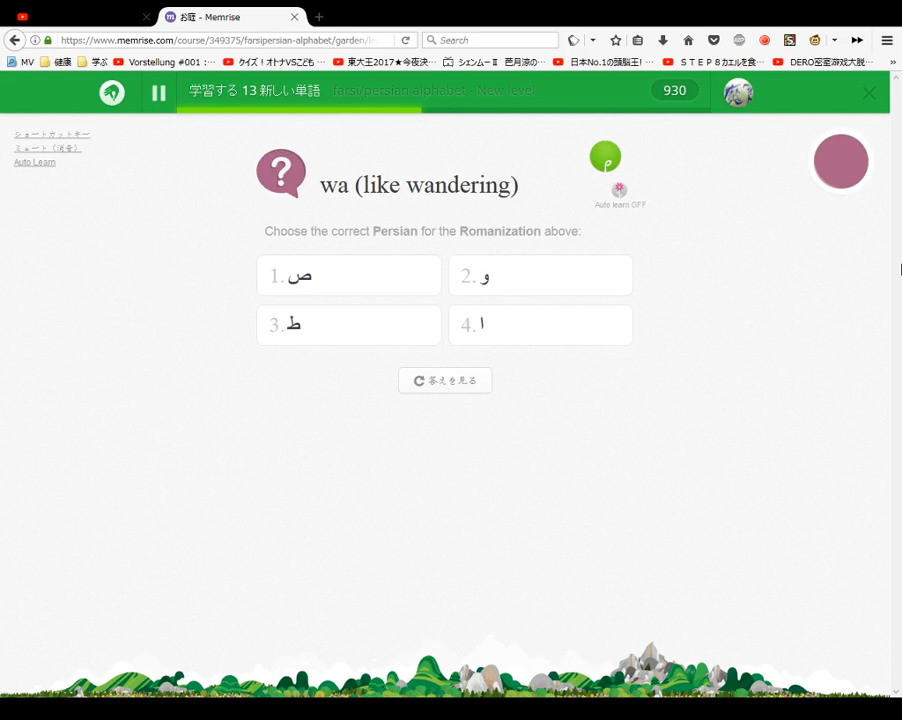 お庭 - Memrise
https://www.memrise.com/course/349375/farsipersian-alphabet/garden/
Search
MV
健康
学ぶ
Vorstellung #001 :…
クイズ！オトナVSこども…
東大王2017★今夜決…
シェンムーⅡ 芭月涼の…
日本No.1の頭脳王!…
ＳＴＥＰ８カエルを食…
DERO密室游戏大脱…
学習する 13 新しい単語
farsi/persian alphabet - New level
930
ショートカットキー
ミュート（消音）
Auto Learn
?
wa (like wandering)
م
Auto learn OFF
Choose the correct Persian for the Romanization above:
1. ص
2. و
3. ط
4. ا
答えを見る